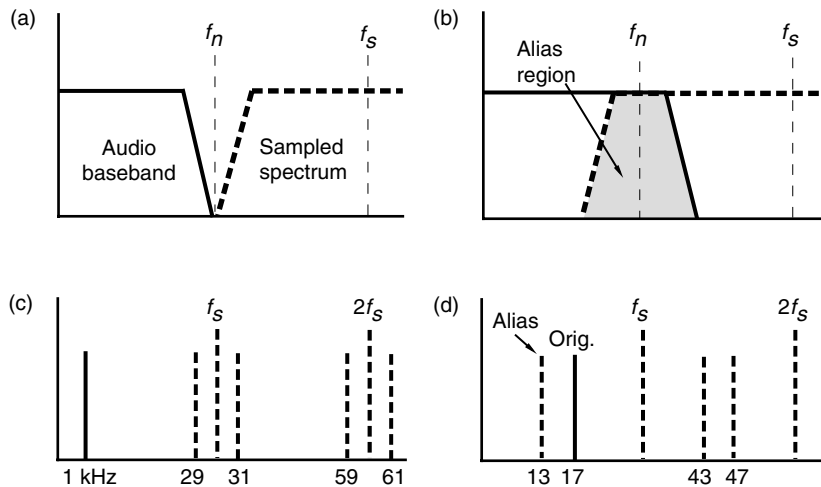 (a)
fn
fs
Audio
baseband
Sampled
spectrum
(b)
Alias
region
fn
fs
(c)
fs
2fs
1 kHz
29
31
59
61
(d)
Alias
Orig.
fs
2fs
13
17
43
47